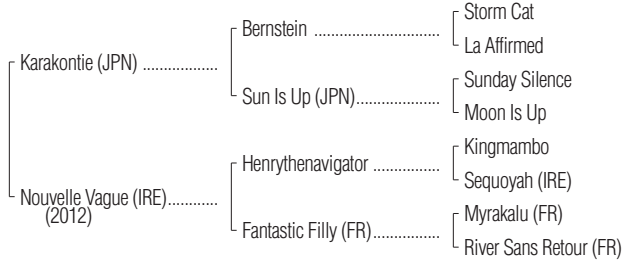 Storm Cat
Bernstein ..................
La Affirmed
Karakontie (JPN) ................
Sunday Silence
Sun Is Up (JPN)....................
Moon Is Up
Kingmambo
Henrythenavigator ................
Sequoyah (IRE)
Nouvelle Vague (IRE)...........
(2012)
Myrakalu (FR)
Fantastic Filly (FR)................
River Sans Retour (FR)